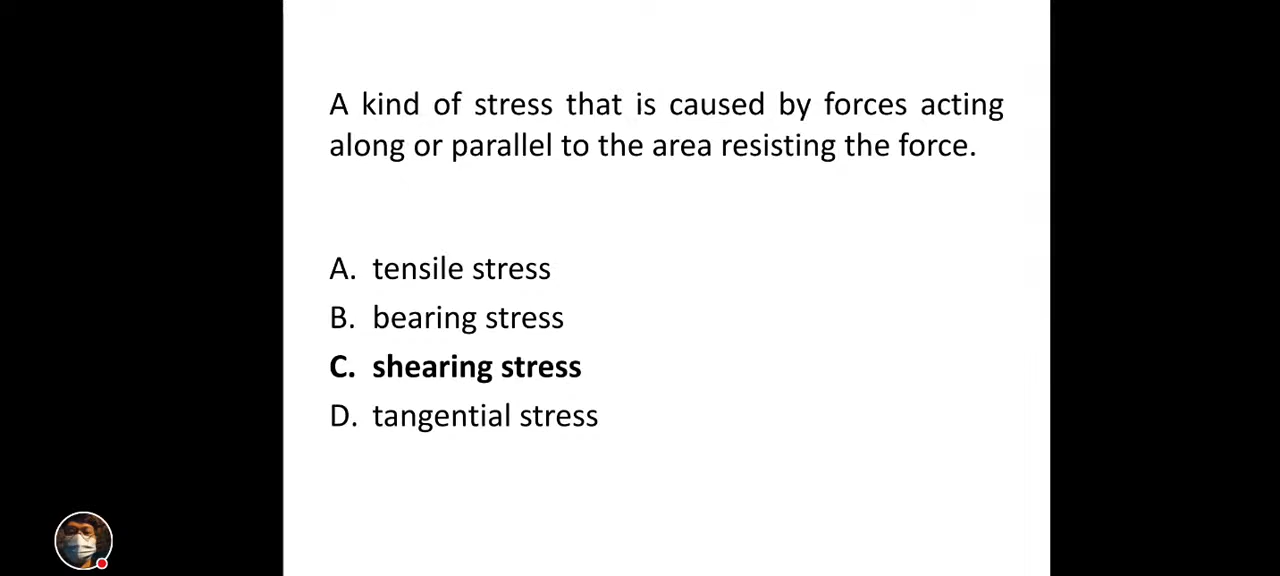 A kind of stress that is caused by forces acting
along or parallel to the area resisting the force.
A. tensile stress
B. bearing stress
C. shearing stress
D. tangential stress